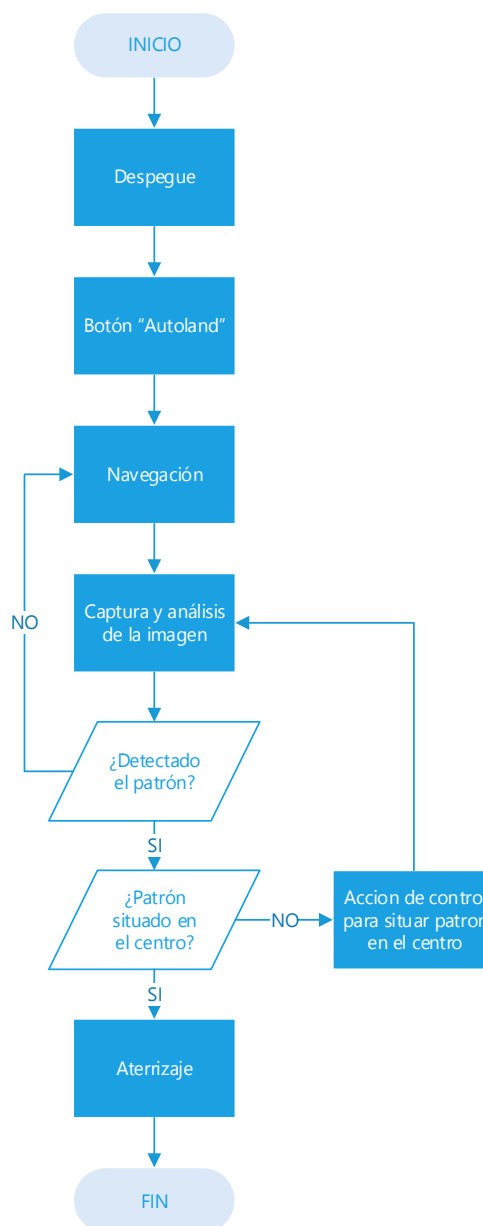 INICIO
Despegue
Botón “Autoland”
Navegación
Captura y análisis
de la imagen
NO
¿Detectado
el patrón?
SI
¿Patrón
situado en
el centro?
NO
Accion de control
para situar patron
en el centro
SI
Aterrizaje
FIN